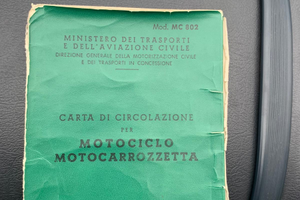 Mod. MC 803
MINISTERO DEI TRASPORTI
E DELL'AVIAZIONE CIVILE
DIREZIONE GENERALE DELLA MOTORIZZAZIONE CIVILE
E DEI TRASPORTI IN CONCESSIONE
CARTA DI CIRCOLAZIONE
PER
MOTOCICLO
MOTOCARROZZETTA